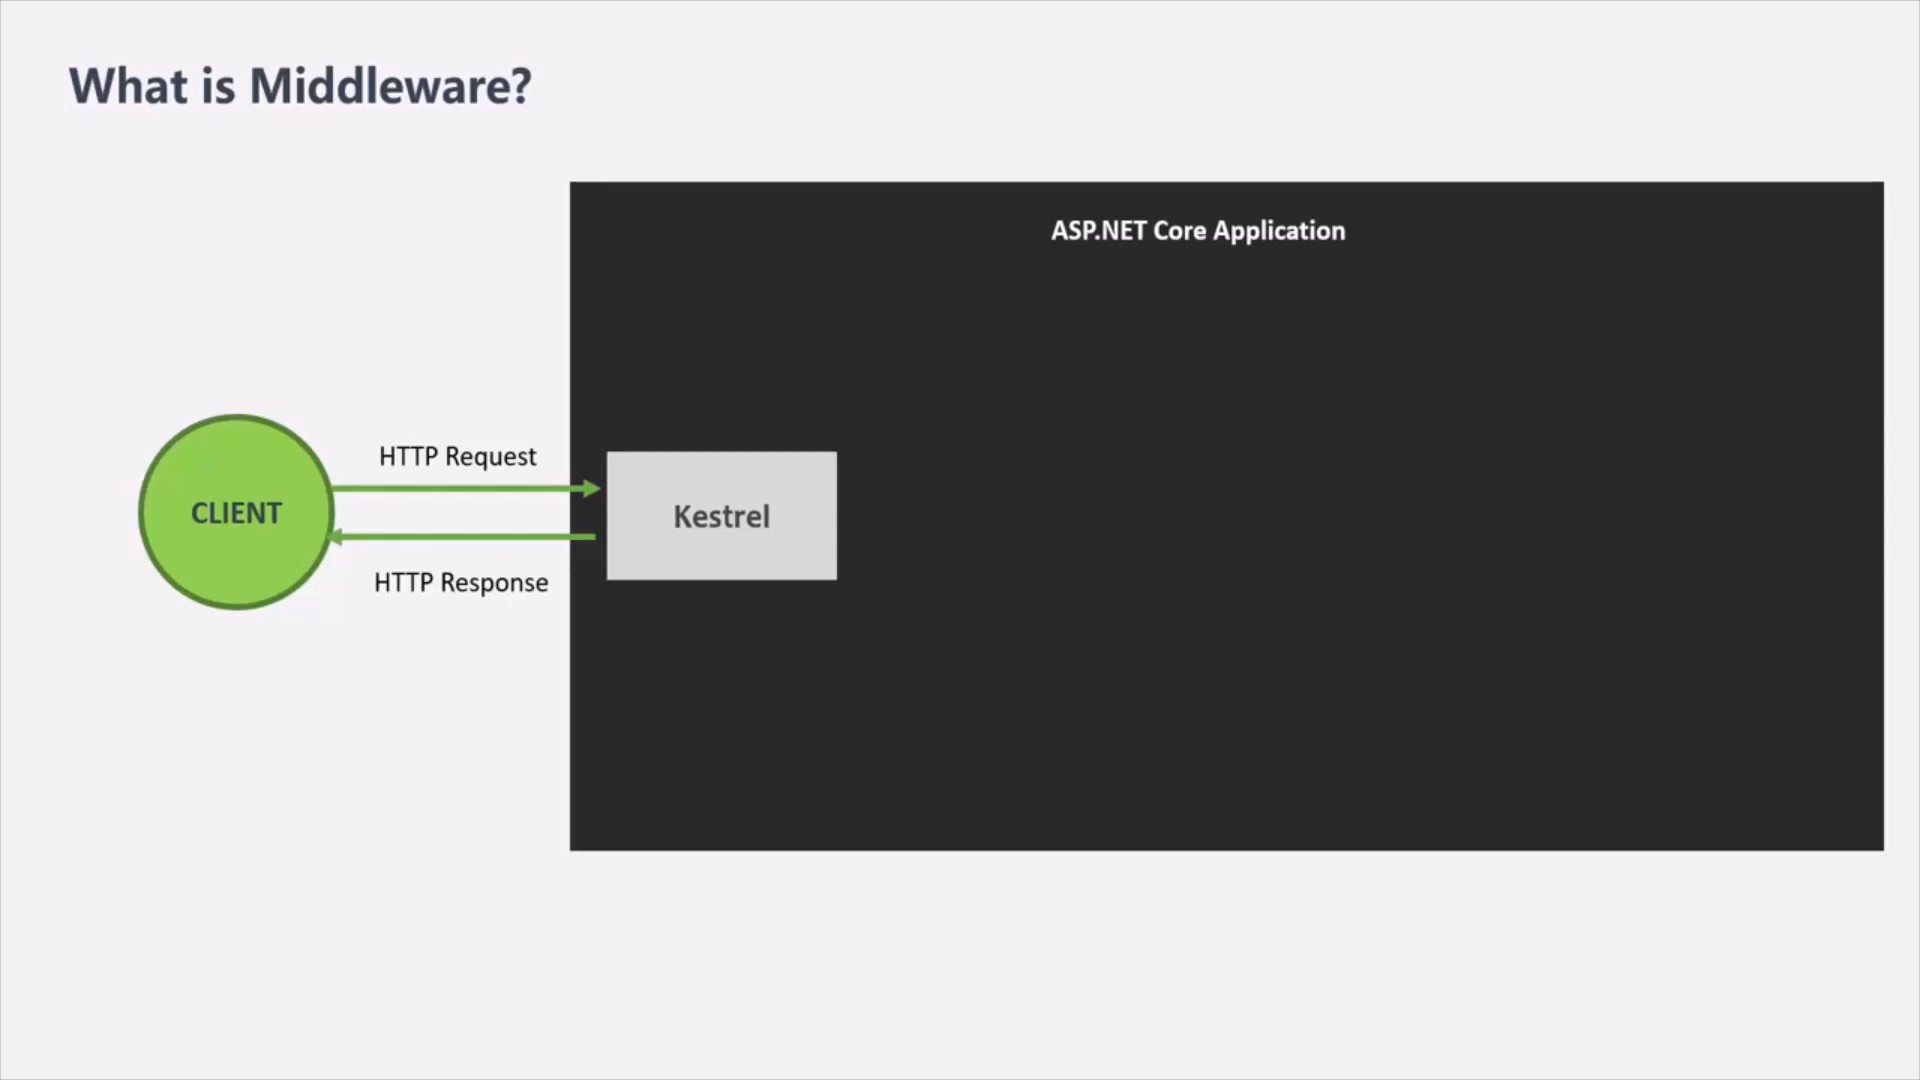 What is Middleware?
ASP.NET Core Application
HTTP Request
CLIENT
Kestrel
HTTP Response